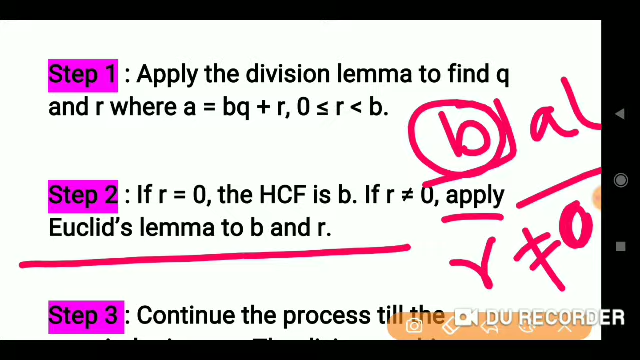 Step 1 : Apply the division lemma to find q
and r where a = bq + r, 0 ≤ r < b.
b) a (
Step 2 : If r = 0, the HCF is b. If r ≠ 0, apply
Euclid's lemma to b and r.
r ≠ 0
Step 3 : Continue the process till the
DU RECORDER